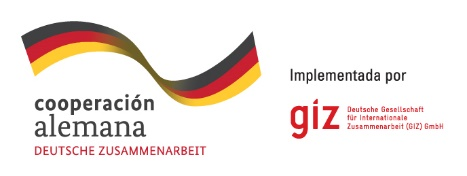 cooperación
alemana
DEUTSCHE ZUSAMMENARBEIT
Implementada por
giz
Deutsche Gesellschaft
für Internationale
Zusammenarbeit (GIZ) GmbH